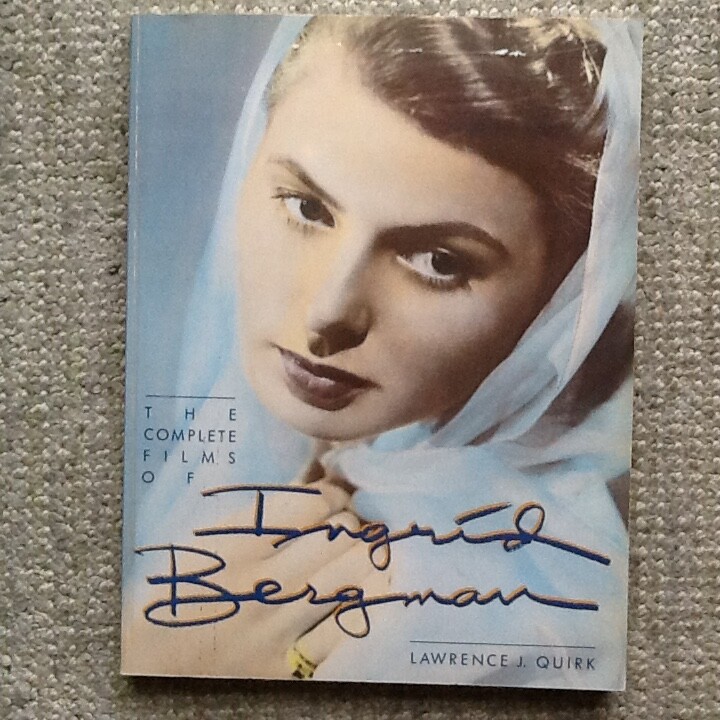 THE
COMPLETE
FILMS
OF
Ingrid
Bergman
LAWRENCE J. QUIRK